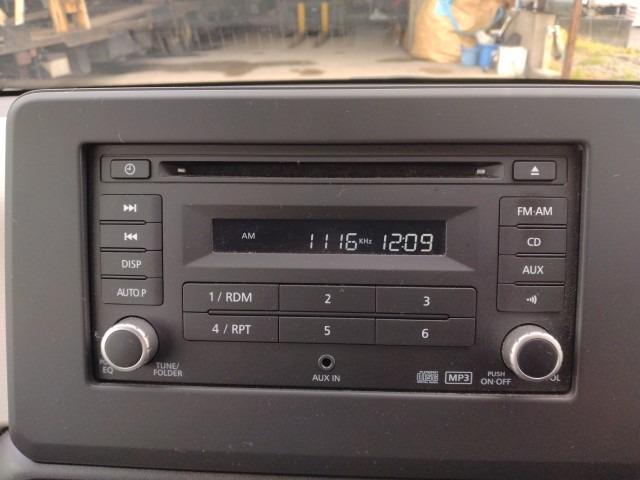 FM·AM
DISP
CD
AUTO.P
AUX
AM 1116 KHz 12:09
1 / RDM 2 3
4 / RPT 5 6
EQ
TUNE/
FOLDER
AUX IN
MP3
PUSH
ON·OFF